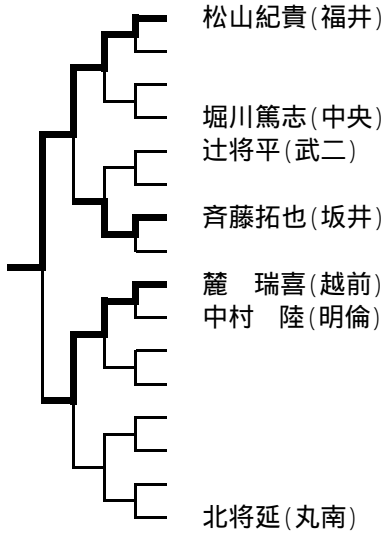 松山紀貴(福井)
堀川篤志(中央)
辻将平(武二)
斉藤拓也(坂井)
麓　瑞喜(越前)
中村　陸(明倫)
北将延(丸南)